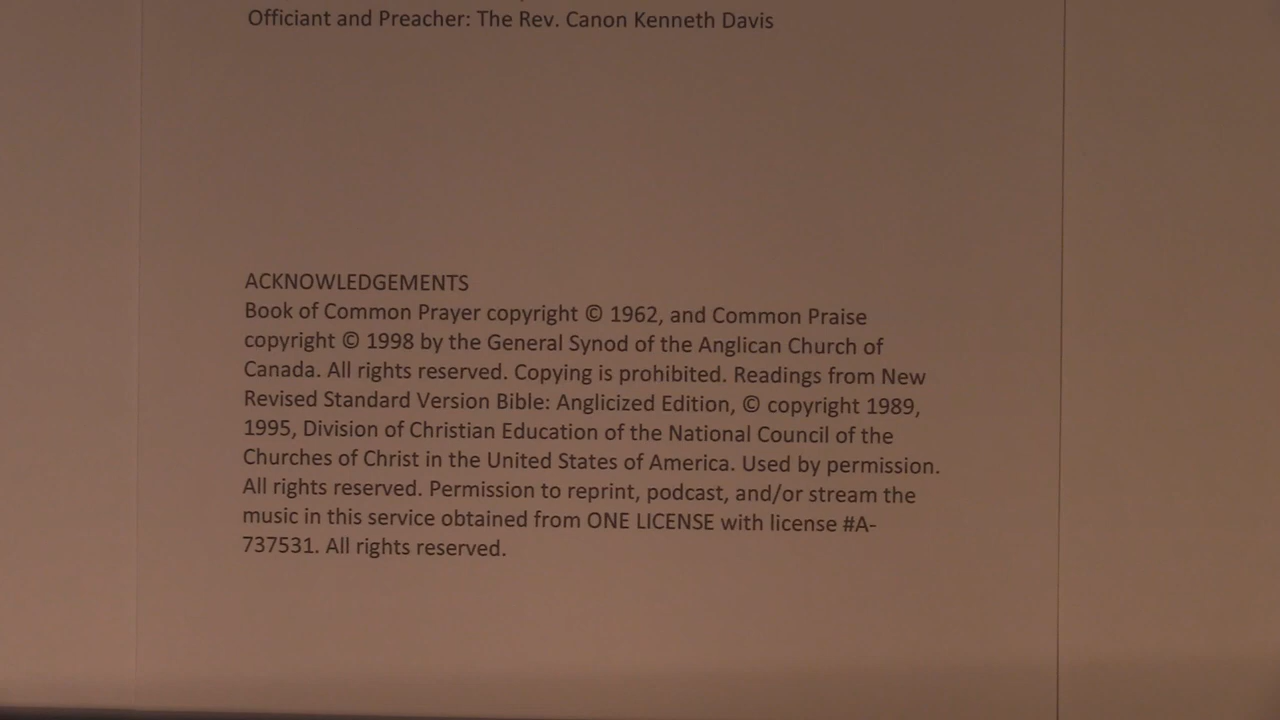 Officiant and Preacher: The Rev. Canon Kenneth Davis
ACKNOWLEDGEMENTS
Book of Common Prayer copyright © 1962, and Common Praise
copyright © 1998 by the General Synod of the Anglican Church of
Canada. All rights reserved. Copying is prohibited. Readings from New
Revised Standard Version Bible: Anglicized Edition, © copyright 1989,
1995, Division of Christian Education of the National Council of the
Churches of Christ in the United States of America. Used by permission.
All rights reserved. Permission to reprint, podcast, and/or stream the
music in this service obtained from ONE LICENSE with license #A-
737531. All rights reserved.